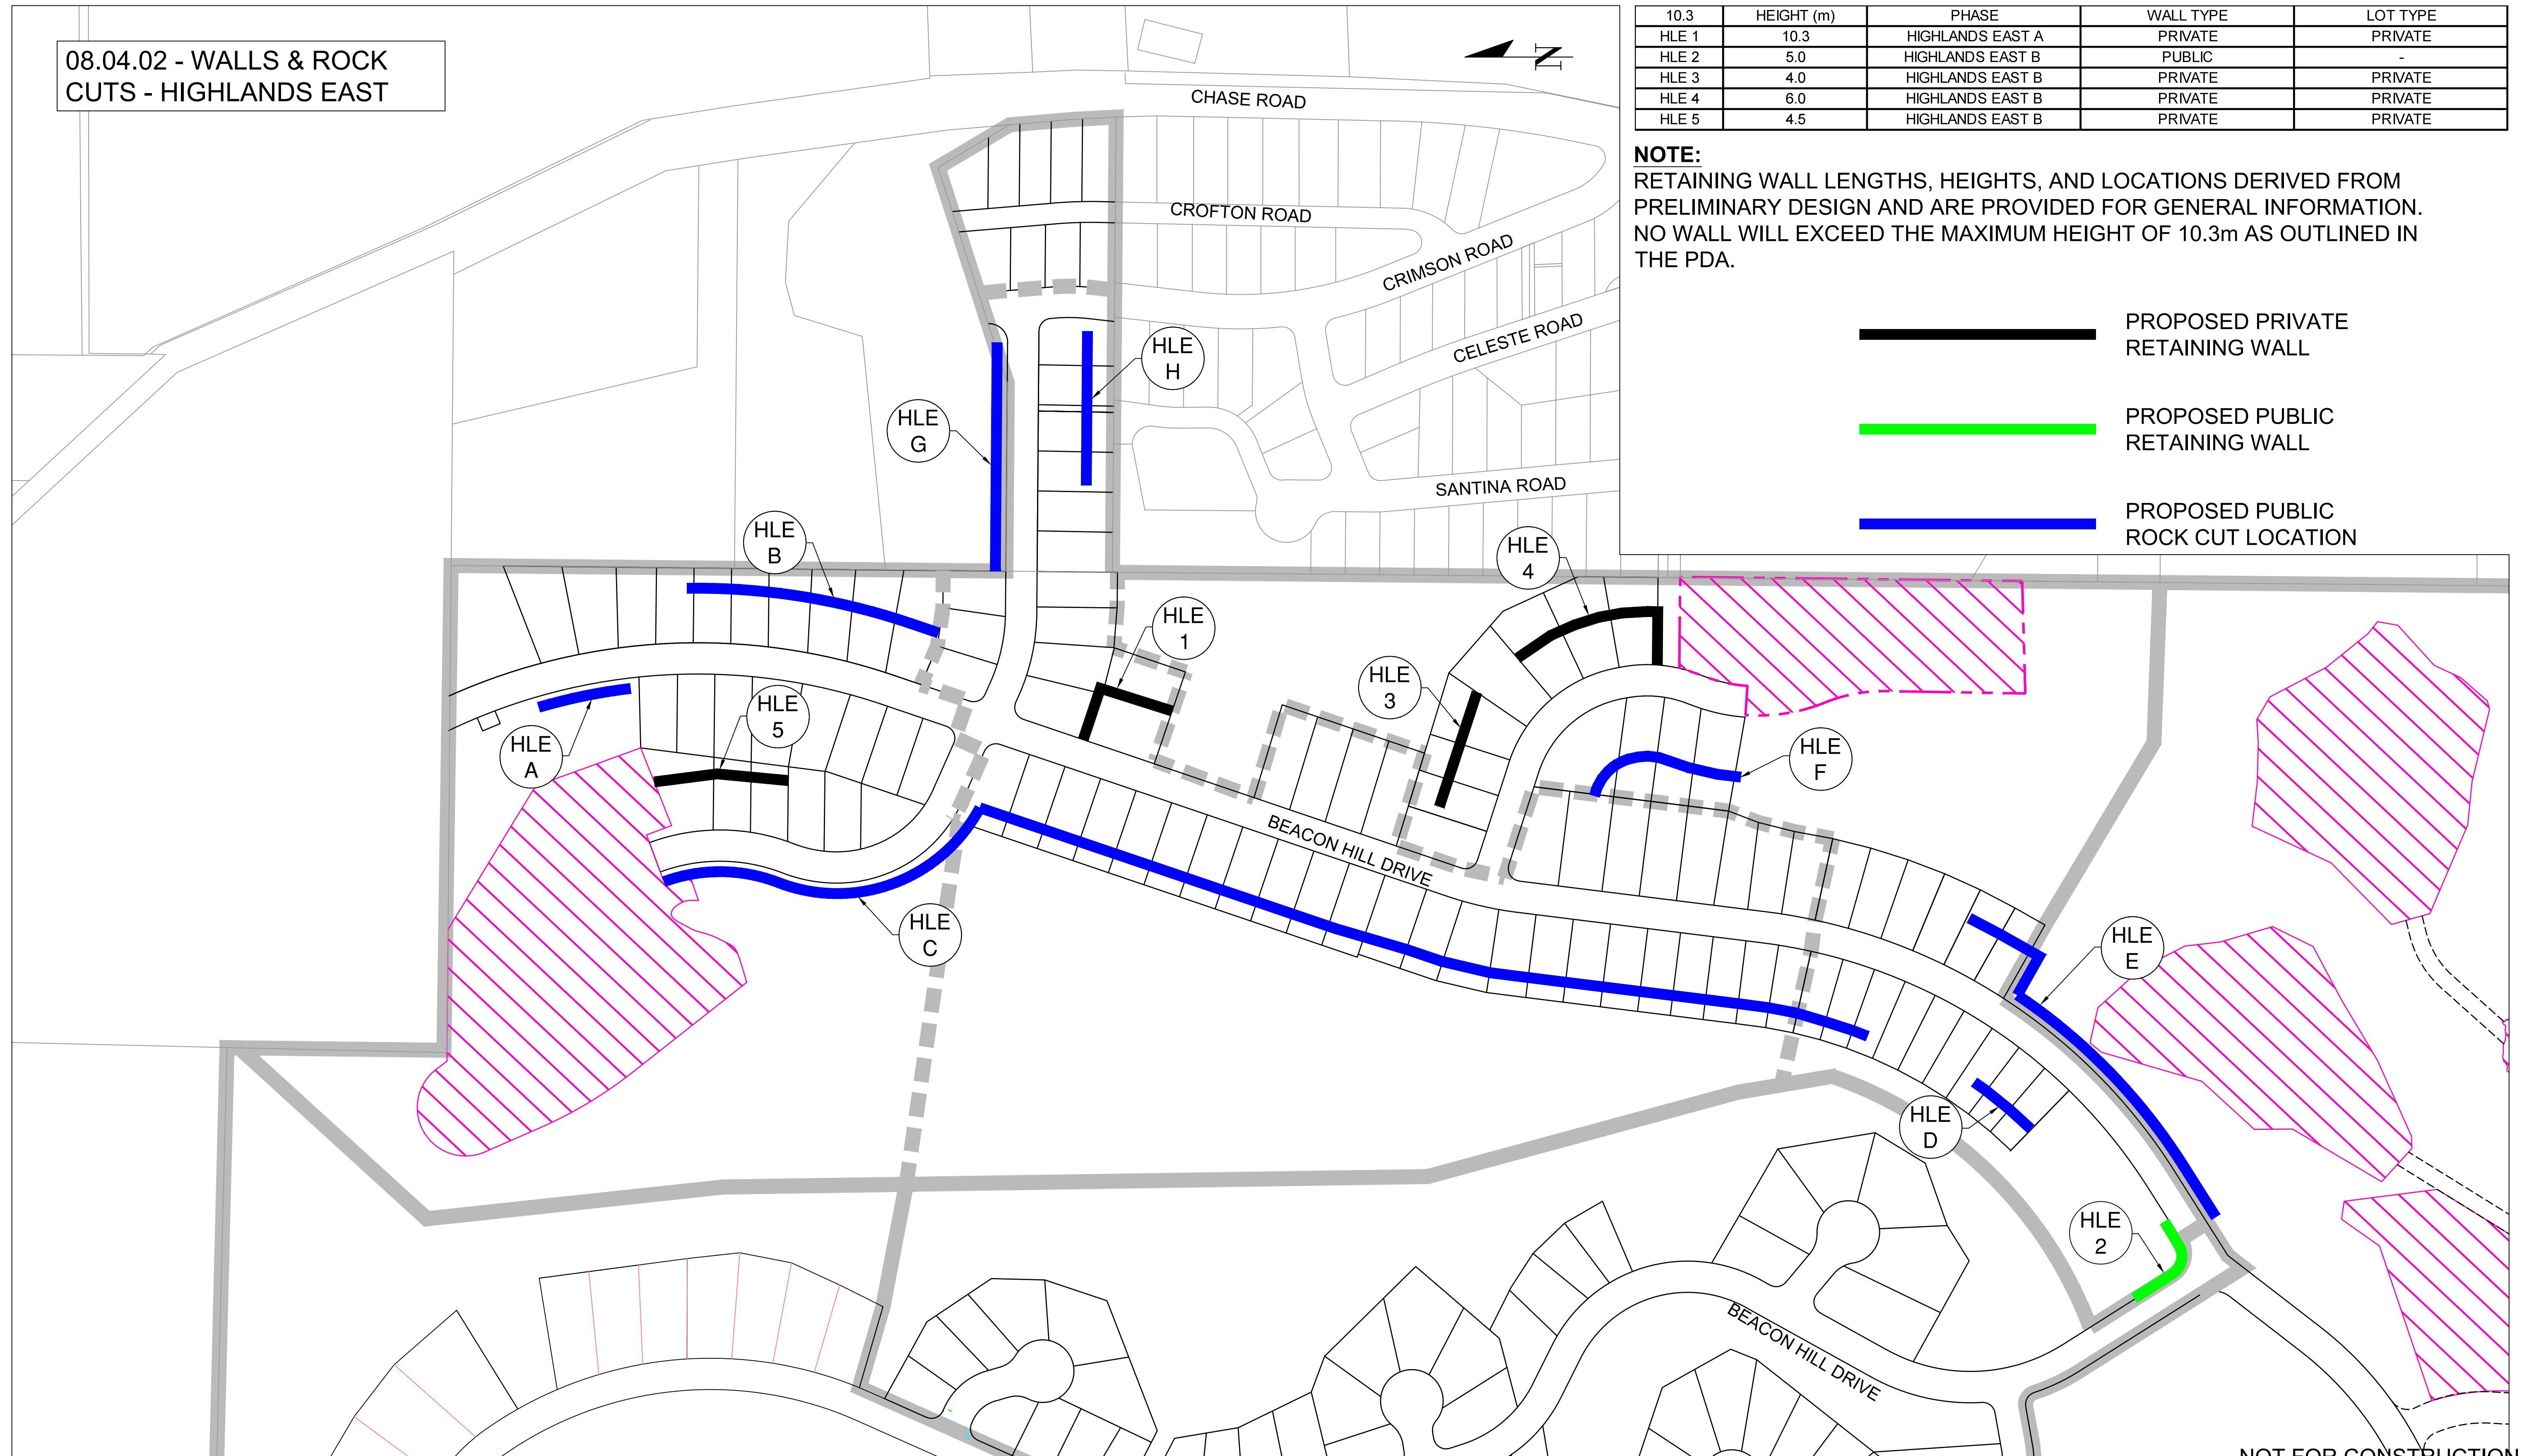 08.04.02 - WALLS & ROCK
CUTS - HIGHLANDS EAST
N
10.3 HEIGHT (m) PHASE WALL TYPE LOT TYPE
HLE 1 10.3 HIGHLANDS EAST A PRIVATE PRIVATE
HLE 2 5.0 HIGHLANDS EAST B PUBLIC -
HLE 3 4.0 HIGHLANDS EAST B PRIVATE PRIVATE
HLE 4 6.0 HIGHLANDS EAST B PRIVATE PRIVATE
HLE 5 4.5 HIGHLANDS EAST B PRIVATE PRIVATE
NOTE:
RETAINING WALL LENGTHS, HEIGHTS, AND LOCATIONS DERIVED FROM
PRELIMINARY DESIGN AND ARE PROVIDED FOR GENERAL INFORMATION.
NO WALL WILL EXCEED THE MAXIMUM HEIGHT OF 10.3m AS OUTLINED IN
THE PDA.
PROPOSED PRIVATE
RETAINING WALL
PROPOSED PUBLIC
RETAINING WALL
PROPOSED PUBLIC
ROCK CUT LOCATION
CHASE ROAD
CROFTON ROAD
CRIMSON ROAD
CELESTE ROAD
SANTINA ROAD
HLE
H
HLE
G
HLE
B
HLE
4
HLE
1
HLE
3
HLE
5
HLE
A
HLE
F
BEACON HILL DRIVE
HLE
C
HLE
E
HLE
D
HLE
2
BEACON HILL DRIVE
NOT FOR CONSTRUCTION